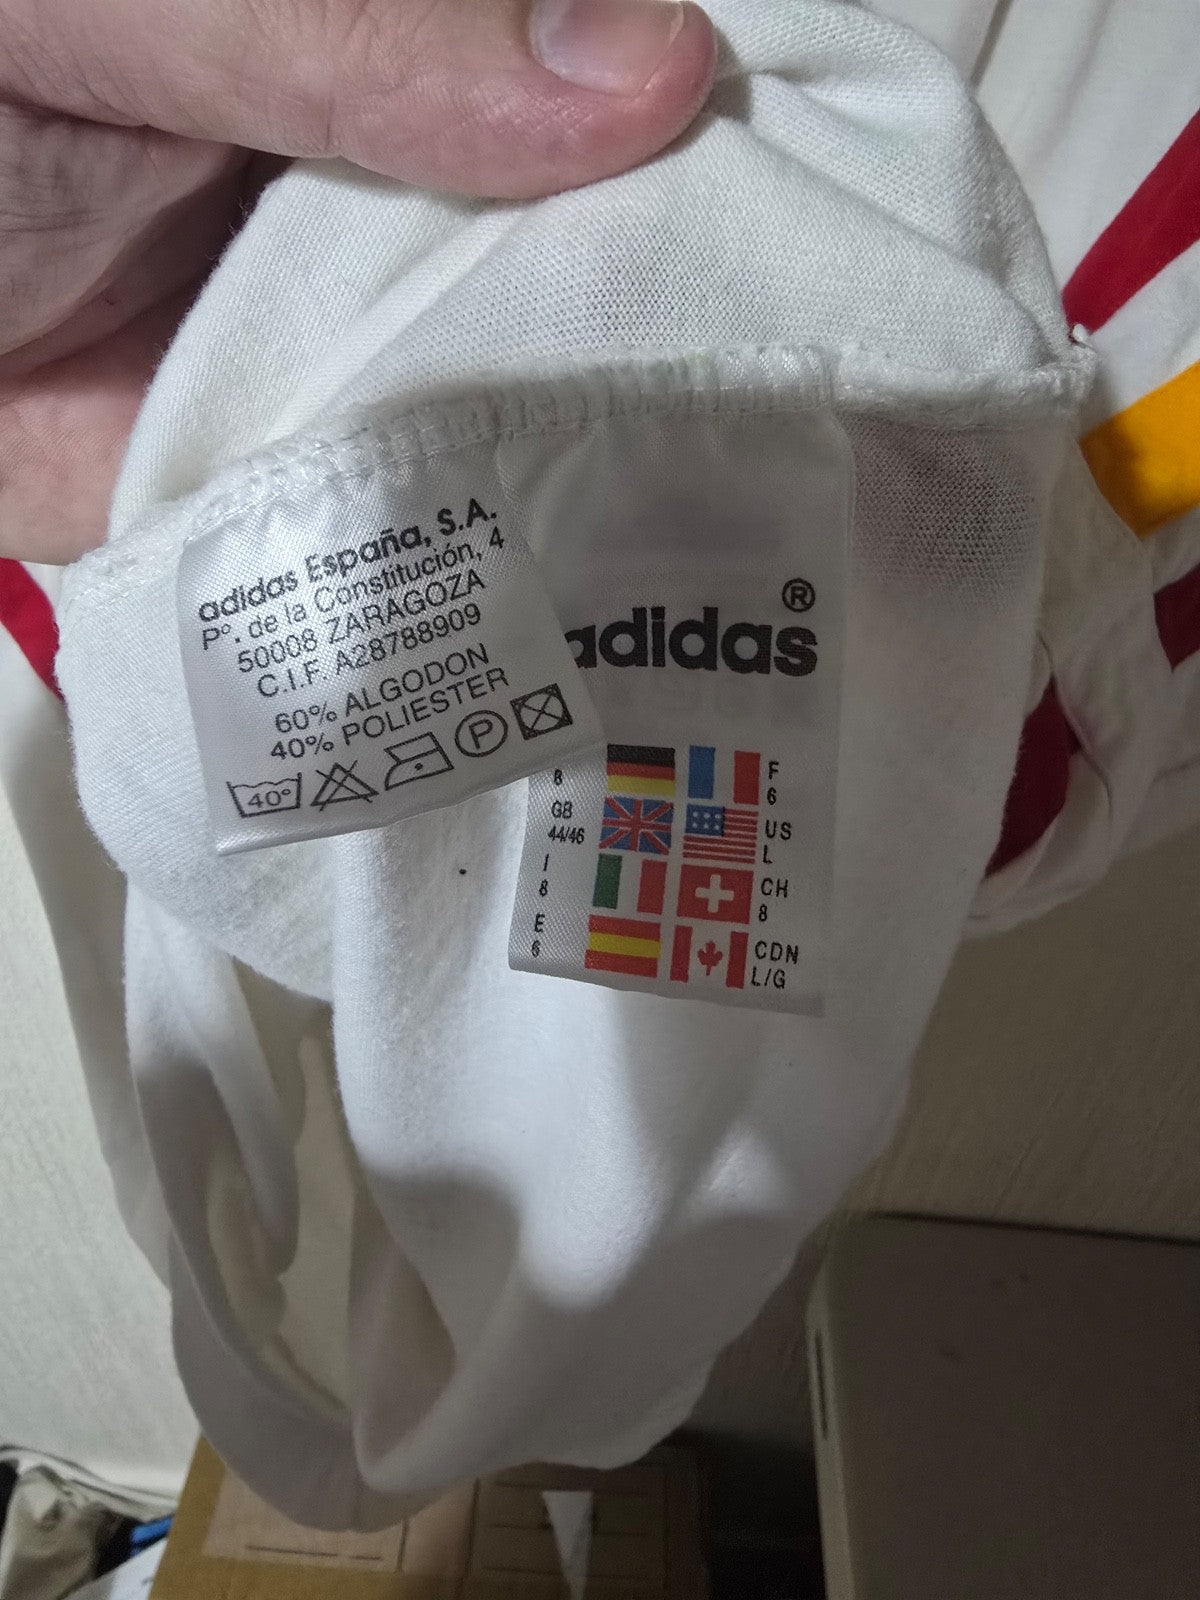 adidas España, S.A.
Pº. de la Constitución, 4
50008 ZARAGOZA
C.I.F. A28788909
60% ALGODON
40% POLIESTER
40°
P
adidas®
8
F
6
GB
44/46
US
L
I
8
CH
8
E
6
CDN
L/G